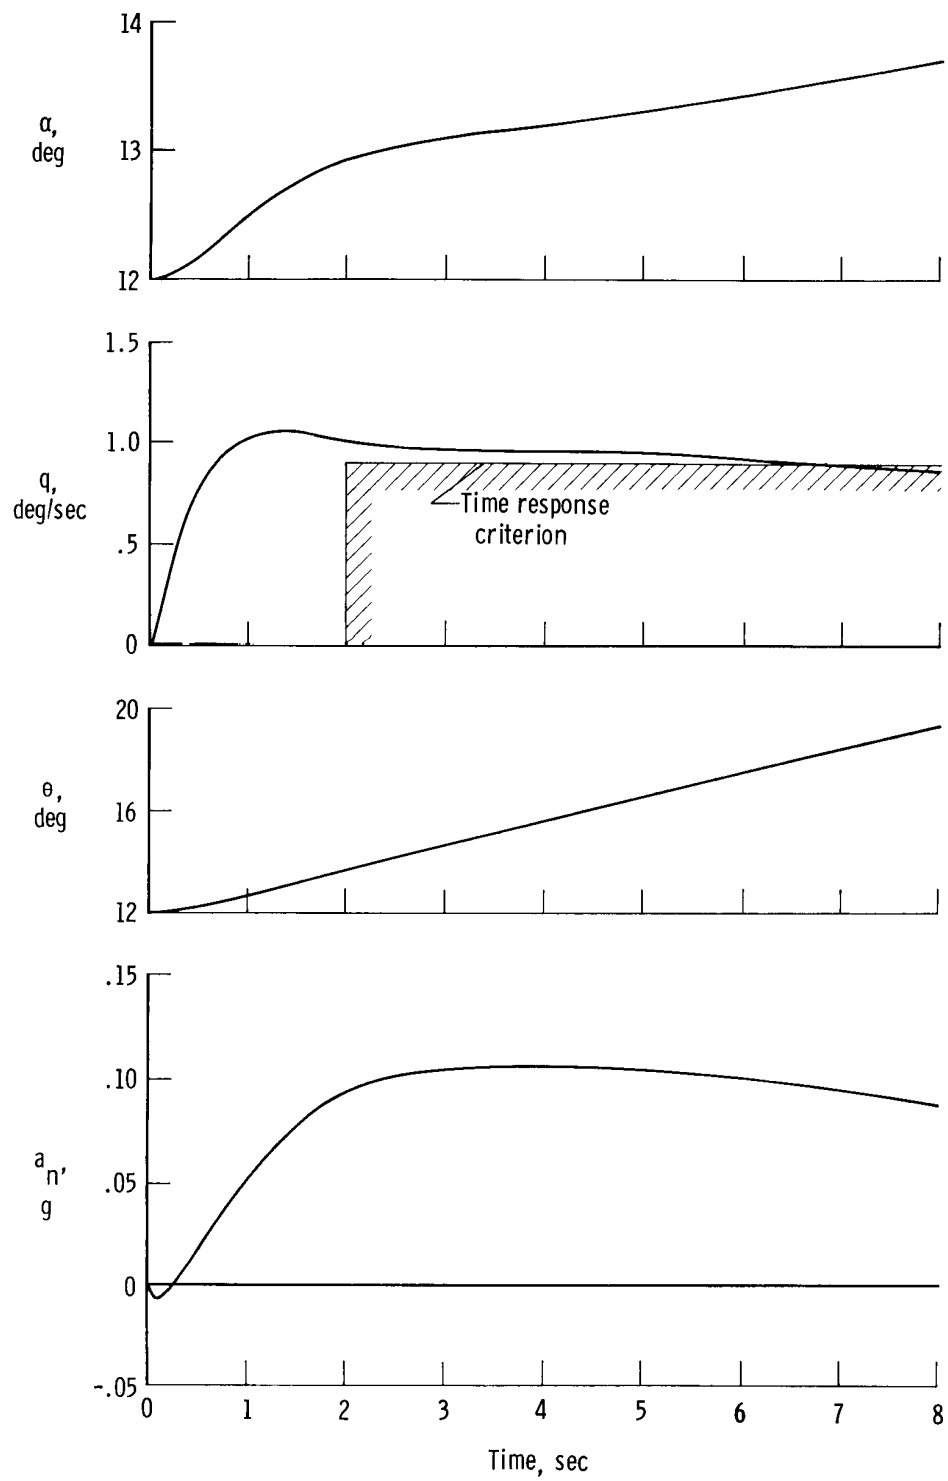 14
α,
deg
13
12
1.5
1.0
q,
deg/sec
.5
Time response
criterion
0
20
θ,
deg
16
12
.15
.10
an,
g
.05
0
-.05
0 1 2 3 4 5 6 7 8
Time, sec